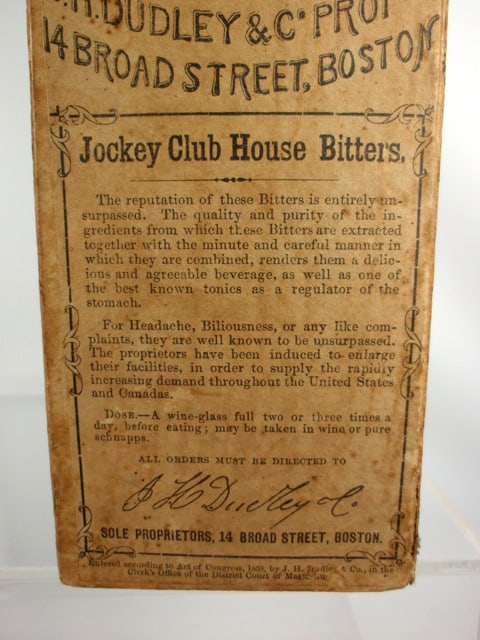 H. DUDLEY & Co. PROP
14 BROAD STREET, BOSTON
Jockey Club House Bitters.
The reputation of these Bitters is entirely un-
surpassed. The quality and purity of the in-
gredients from which these Bitters are extracted
together with the minute and careful manner in
which they are combined, renders them a delic-
ious and agreeable beverage, as well as one of
the best known tonics as a regulator of the
stomach.
For Headache, Biliousness, or any like com-
plaints, they are well known to be unsurpassed.
The proprietors have been induced to enlarge
their facilities, in order to supply the rapidly
increasing demand throughout the United States
and Canadas.
DOSE.—A wine-glass full two or three times a
day, before eating; may be taken in wine or pure
schnapps.
ALL ORDERS MUST BE DIRECTED TO
J H Dudley & Co.
SOLE PROPRIETORS, 14 BROAD STREET, BOSTON.
Entered according to Act of Congress, 1858, by J. H. Dudley & Co., in the
Clerk's Office of the District Court of